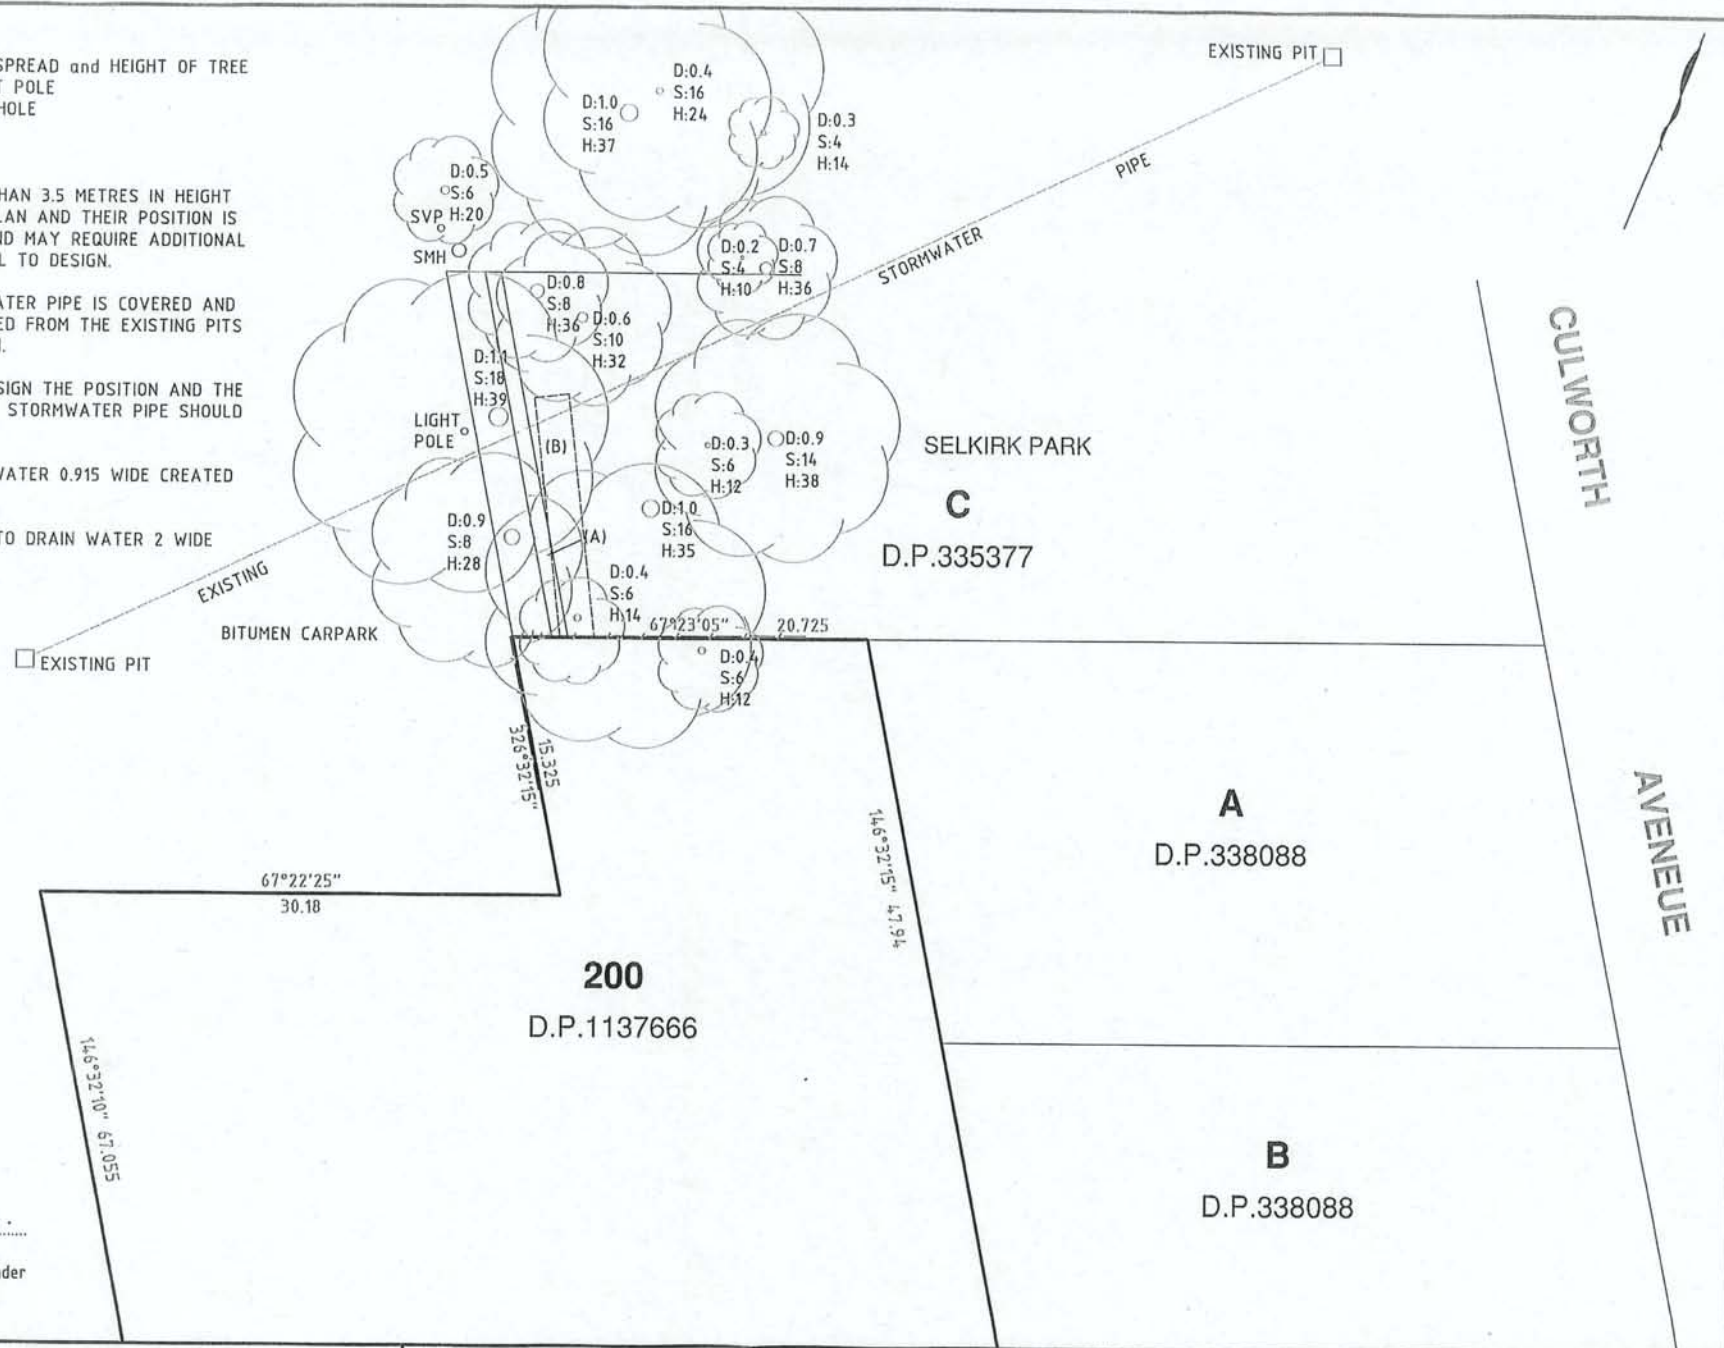 SPREAD and HEIGHT OF TREE
POLE
HOLE
HAN 3.5 METRES IN HEIGHT
LAN AND THEIR POSITION IS
ND MAY REQUIRE ADDITIONAL
L TO DESIGN.
ATER PIPE IS COVERED AND
ED FROM THE EXISTING PITS
SIGN THE POSITION AND THE
STORMWATER PIPE SHOULD
WATER 0.915 WIDE CREATED
TO DRAIN WATER 2 WIDE
der
D:0.4
S:16
H:24
D:1.0
S:16
H:37
D:0.3
S:4
H:14
EXISTING PIT
PIPE
STORMWATER
D:0.5
S:6
H:20
SVP
SMH
D:0.2
S:4
H:10
D:0.7
S:8
H:36
D:0.8
S:8
H:36
D:0.6
S:10
H:32
D:1.1
S:18
H:39
LIGHT
POLE
(B)
D:0.3
S:6
H:12
D:0.9
S:14
H:38
SELKIRK PARK
C
D.P.335377
D:1.0
S:16
H:35
D:0.9
S:8
H:28
(A)
D:0.4
S:6
H:14
EXISTING
BITUMEN CARPARK
EXISTING PIT
67°23'05" 20.725
D:0.4
S:6
H:12
15.325
326°32'15"
67°22'25"
30.18
146°32'15" 47.94
146°32'10" 67.055
200
D.P.1137666
A
D.P.338088
B
D.P.338088
CULWORTH
AVENEUE